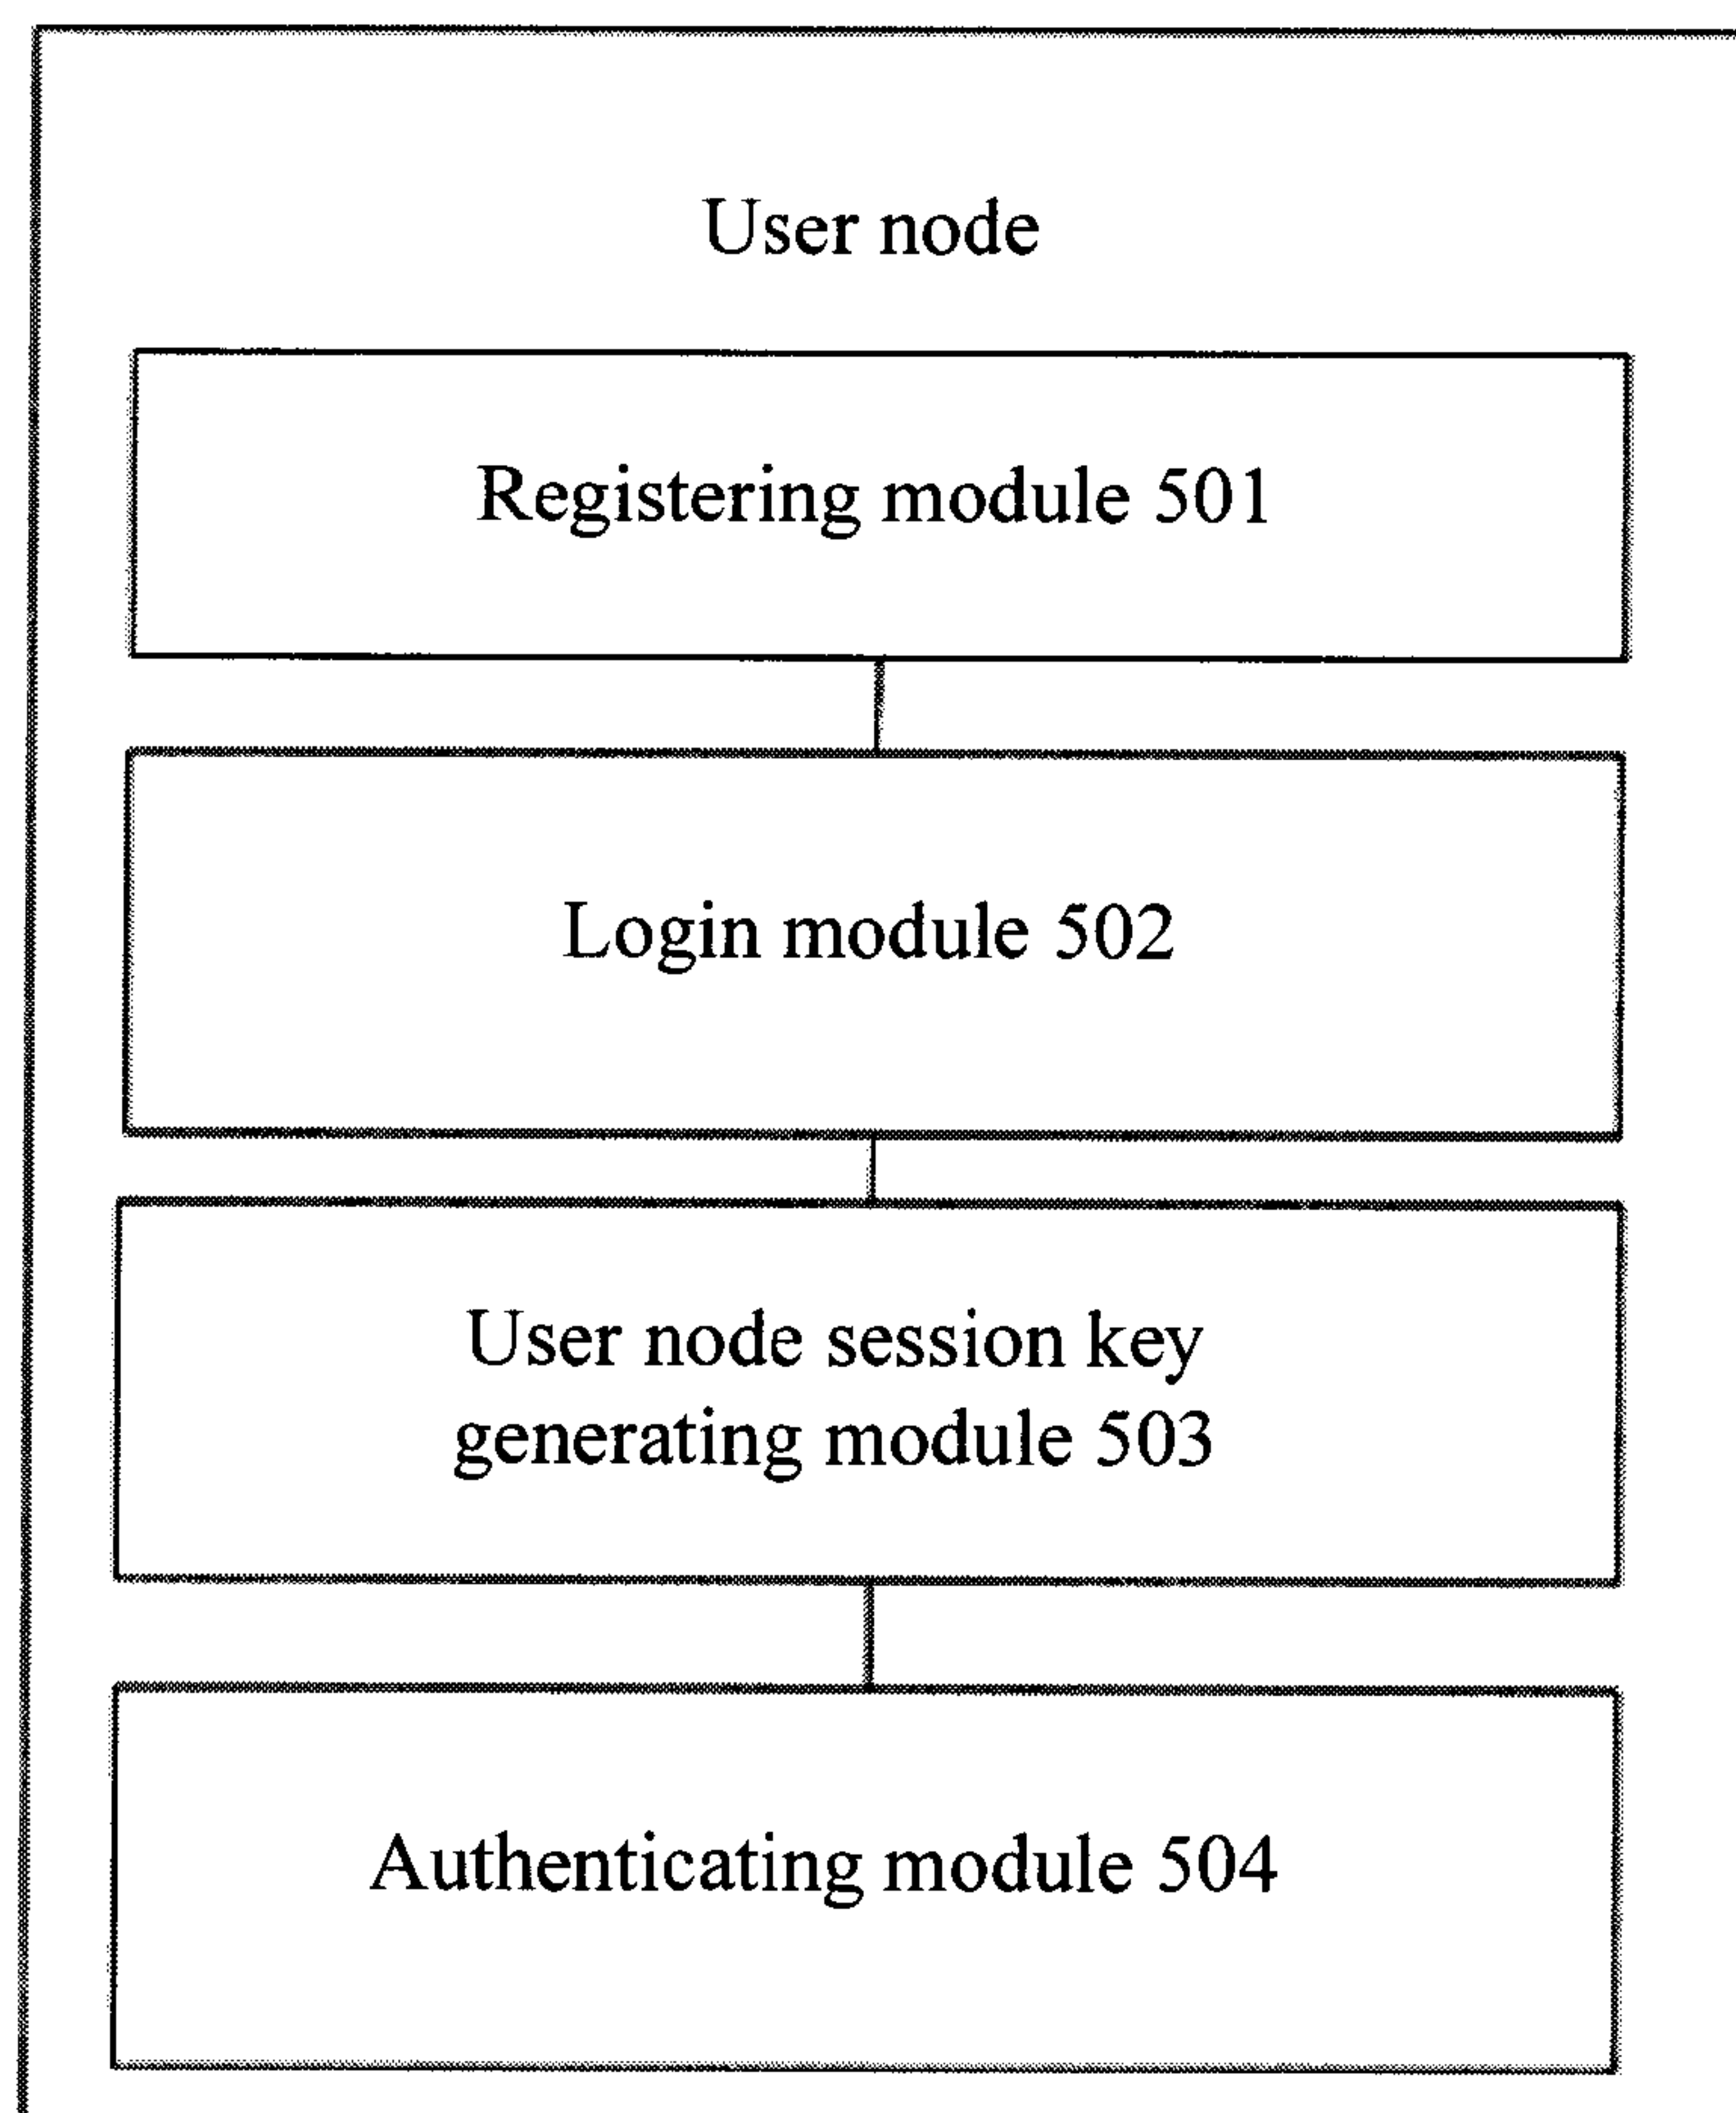 User node
Registering module 501
Login module 502
User node session key
generating module 503
Authenticating module 504